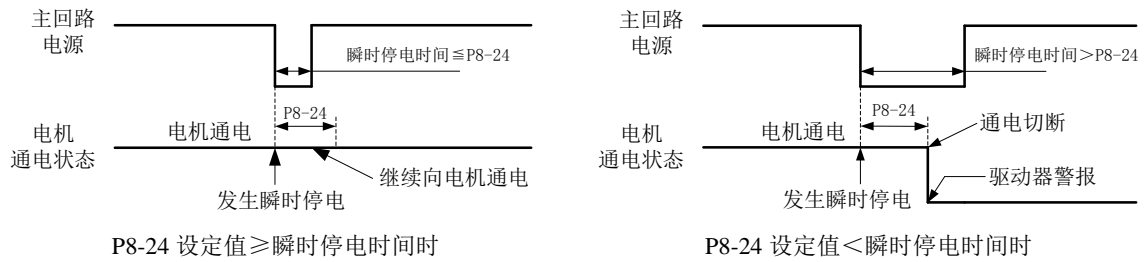 主回路
电源
瞬时停电时间≦P8-24
P8-24
电机
通电状态
电机通电
继续向电机通电
发生瞬时停电
P8-24 设定值≥瞬时停电时间时
主回路
电源
瞬时停电时间＞P8-24
P8-24
电机
通电状态
电机通电
通电切断
驱动器警报
发生瞬时停电
P8-24 设定值＜瞬时停电时间时